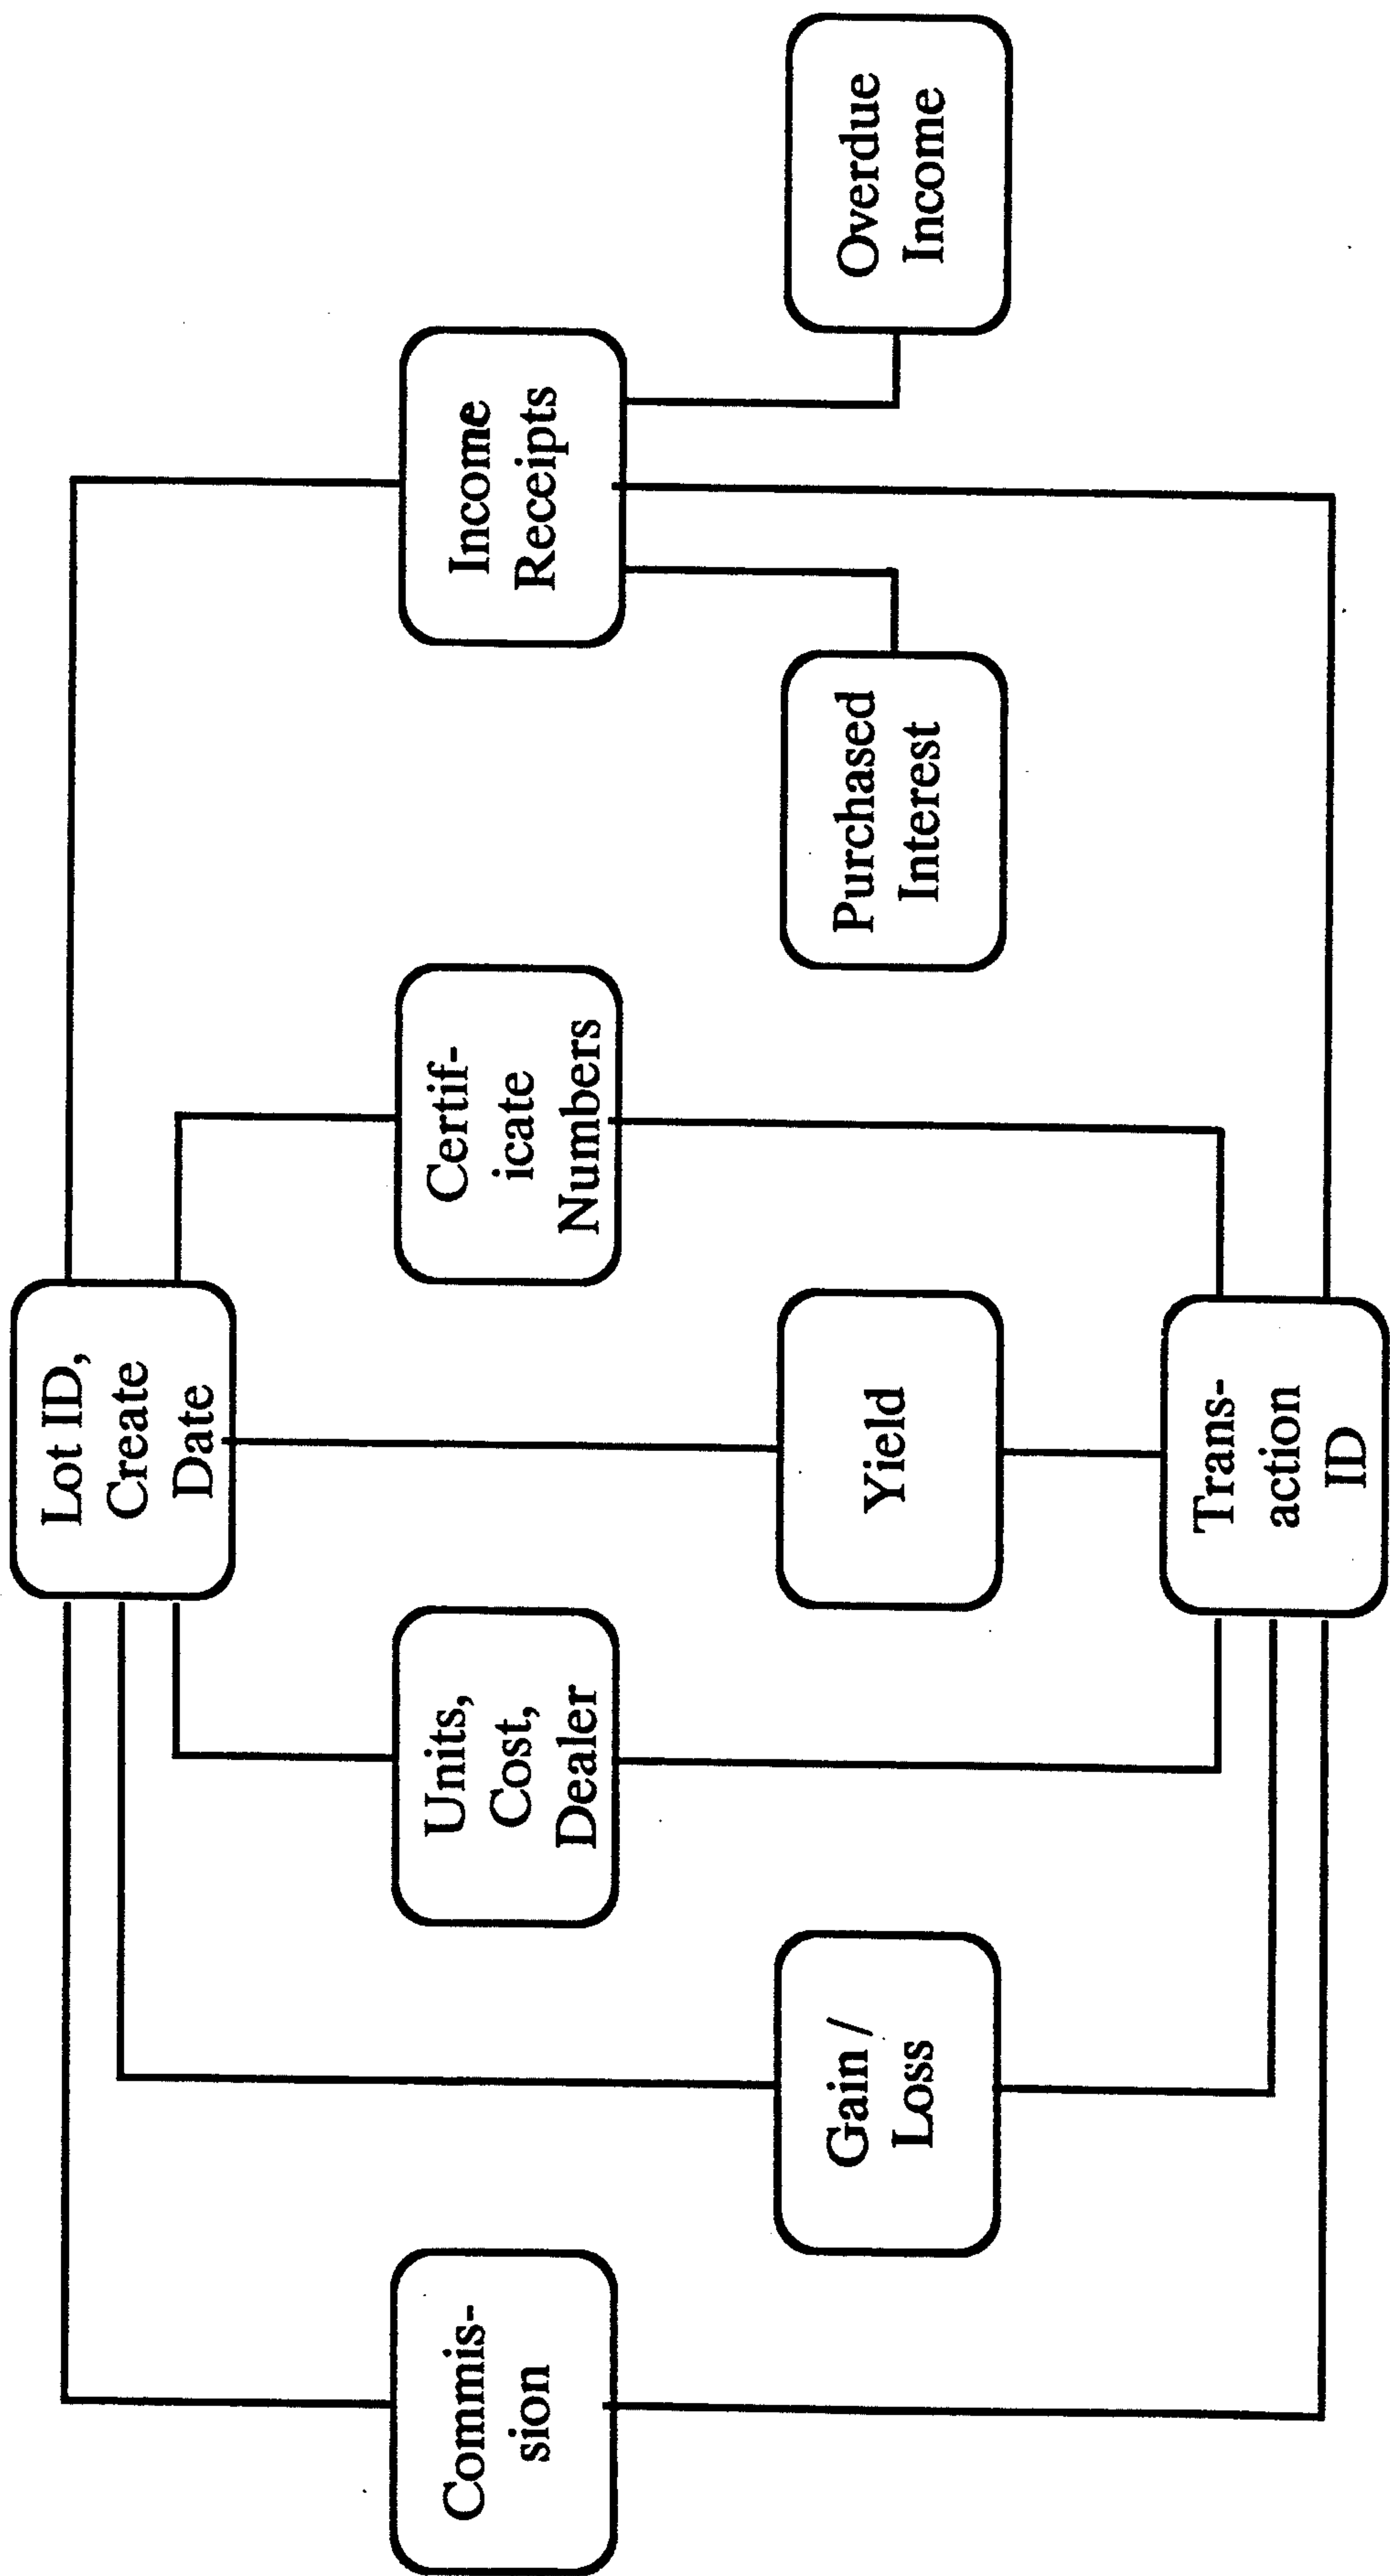 Lot ID,
Create
Date
Commis-
sion
Units,
Cost,
Dealer
Certif-
icate
Numbers
Income
Receipts
Gain /
Loss
Yield
Purchased
Interest
Overdue
Income
Trans-
action
ID